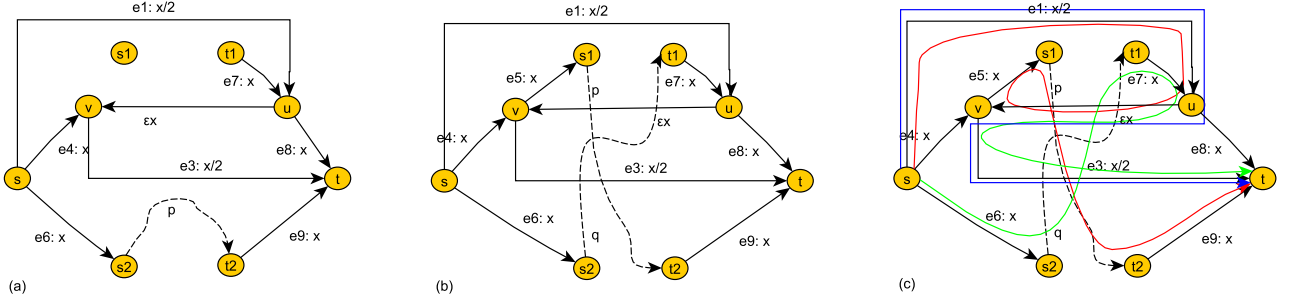 e1: x/2
s1
t1
e7: x
v
u
εx
e4: x
e8: x
e3: x/2
s
t
p
e6: x
e9: x
s2
t2
(a)
e1: x/2
s1
t1
e5: x
e7: x
p
v
u
εx
e4: x
e8: x
e3: x/2
s
t
e6: x
q
e9: x
s2
t2
(b)
e1: x/2
s1
t1
e5: x
e7: x
p
v
u
εx
e4: x
e8: x
e3: x/2
s
t
e6: x
q
e9: x
s2
t2
(c)